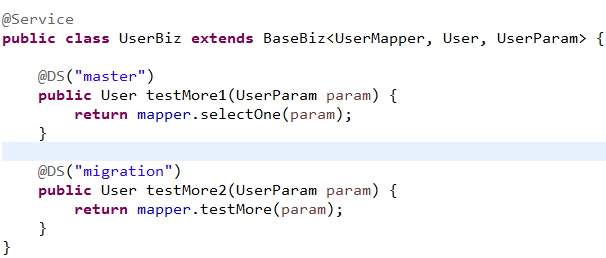 @Service
public class UserBiz extends BaseBiz<UserMapper, User, UserParam> {
@DS("master")
public User testMore1(UserParam param) {
return mapper.selectOne(param);
}
@DS("migration")
public User testMore2(UserParam param) {
return mapper.testMore(param);
}
}